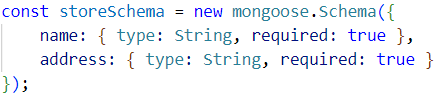 const storeSchema = new mongoose.Schema({
    name: { type: String, required: true },
    address: { type: String, required: true }
});